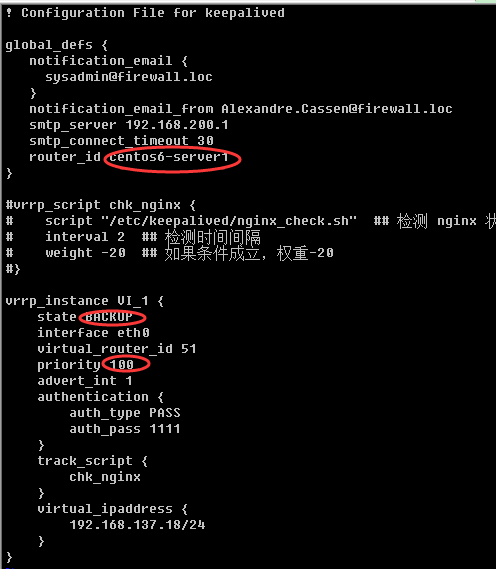 ! Configuration File for keepalived
global_defs {
notification_email {
sysadmin@firewall.loc
}
notification_email_from Alexandre.Cassen@firewall.loc
smtp_server 192.168.200.1
smtp_connect_timeout 30
router_id centos6-server1
}
#vrrp_script chk_nginx {
# script "/etc/keepalived/nginx_check.sh" ## 检测 nginx 状
# interval 2 ## 检测时间间隔
# weight -20 ## 如果条件成立，权重-20
#}
vrrp_instance VI_1 {
state BACKUP
interface eth0
virtual_router_id 51
priority 100
advert_int 1
authentication {
auth_type PASS
auth_pass 1111
}
track_script {
chk_nginx
}
virtual_ipaddress {
192.168.137.18/24
}
}